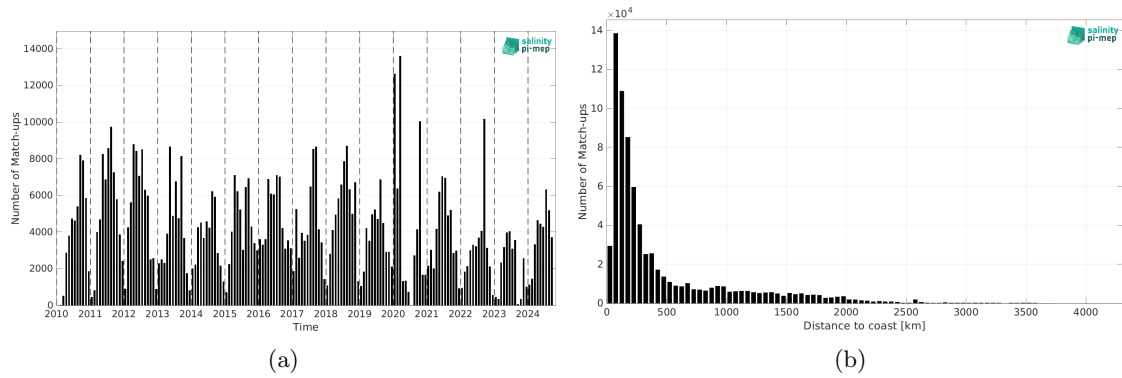 salinity
pi-mep
14000
12000
10000
8000
6000
4000
2000
0
Number of Match-ups
2010 2011 2012 2013 2014 2015 2016 2017 2018 2019 2020 2021 2022 2023 2024
Time
(a)
×10⁴
salinity
pi-mep
14
12
10
8
6
4
2
0
Number of Match-ups
0 500 1000 1500 2000 2500 3000 3500 4000
Distance to coast [km]
(b)